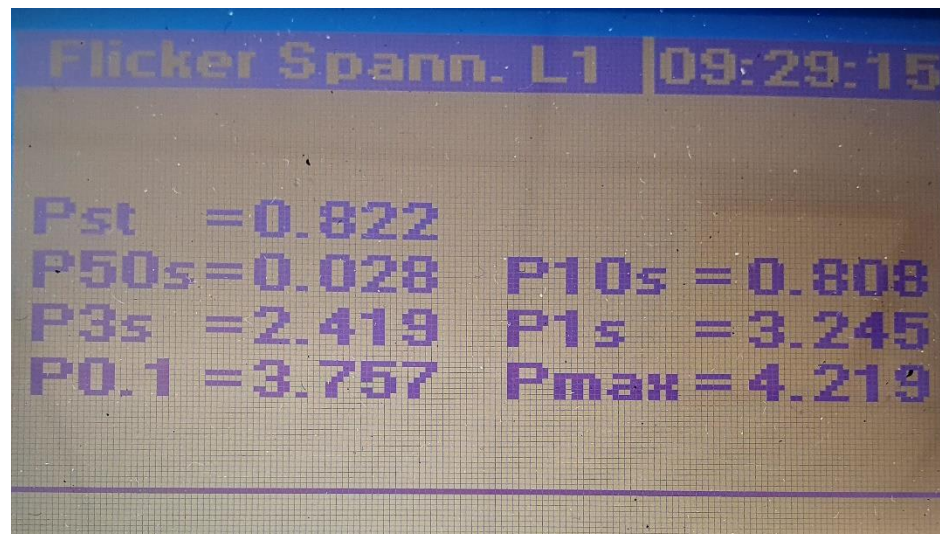 Flicker Spann. L1 09:29:15
Pst =0.822
P50s=0.028 P10s =0.808
P3s =2.419 P1s =3.245
P0.1 =3.757 Pmax =4.219